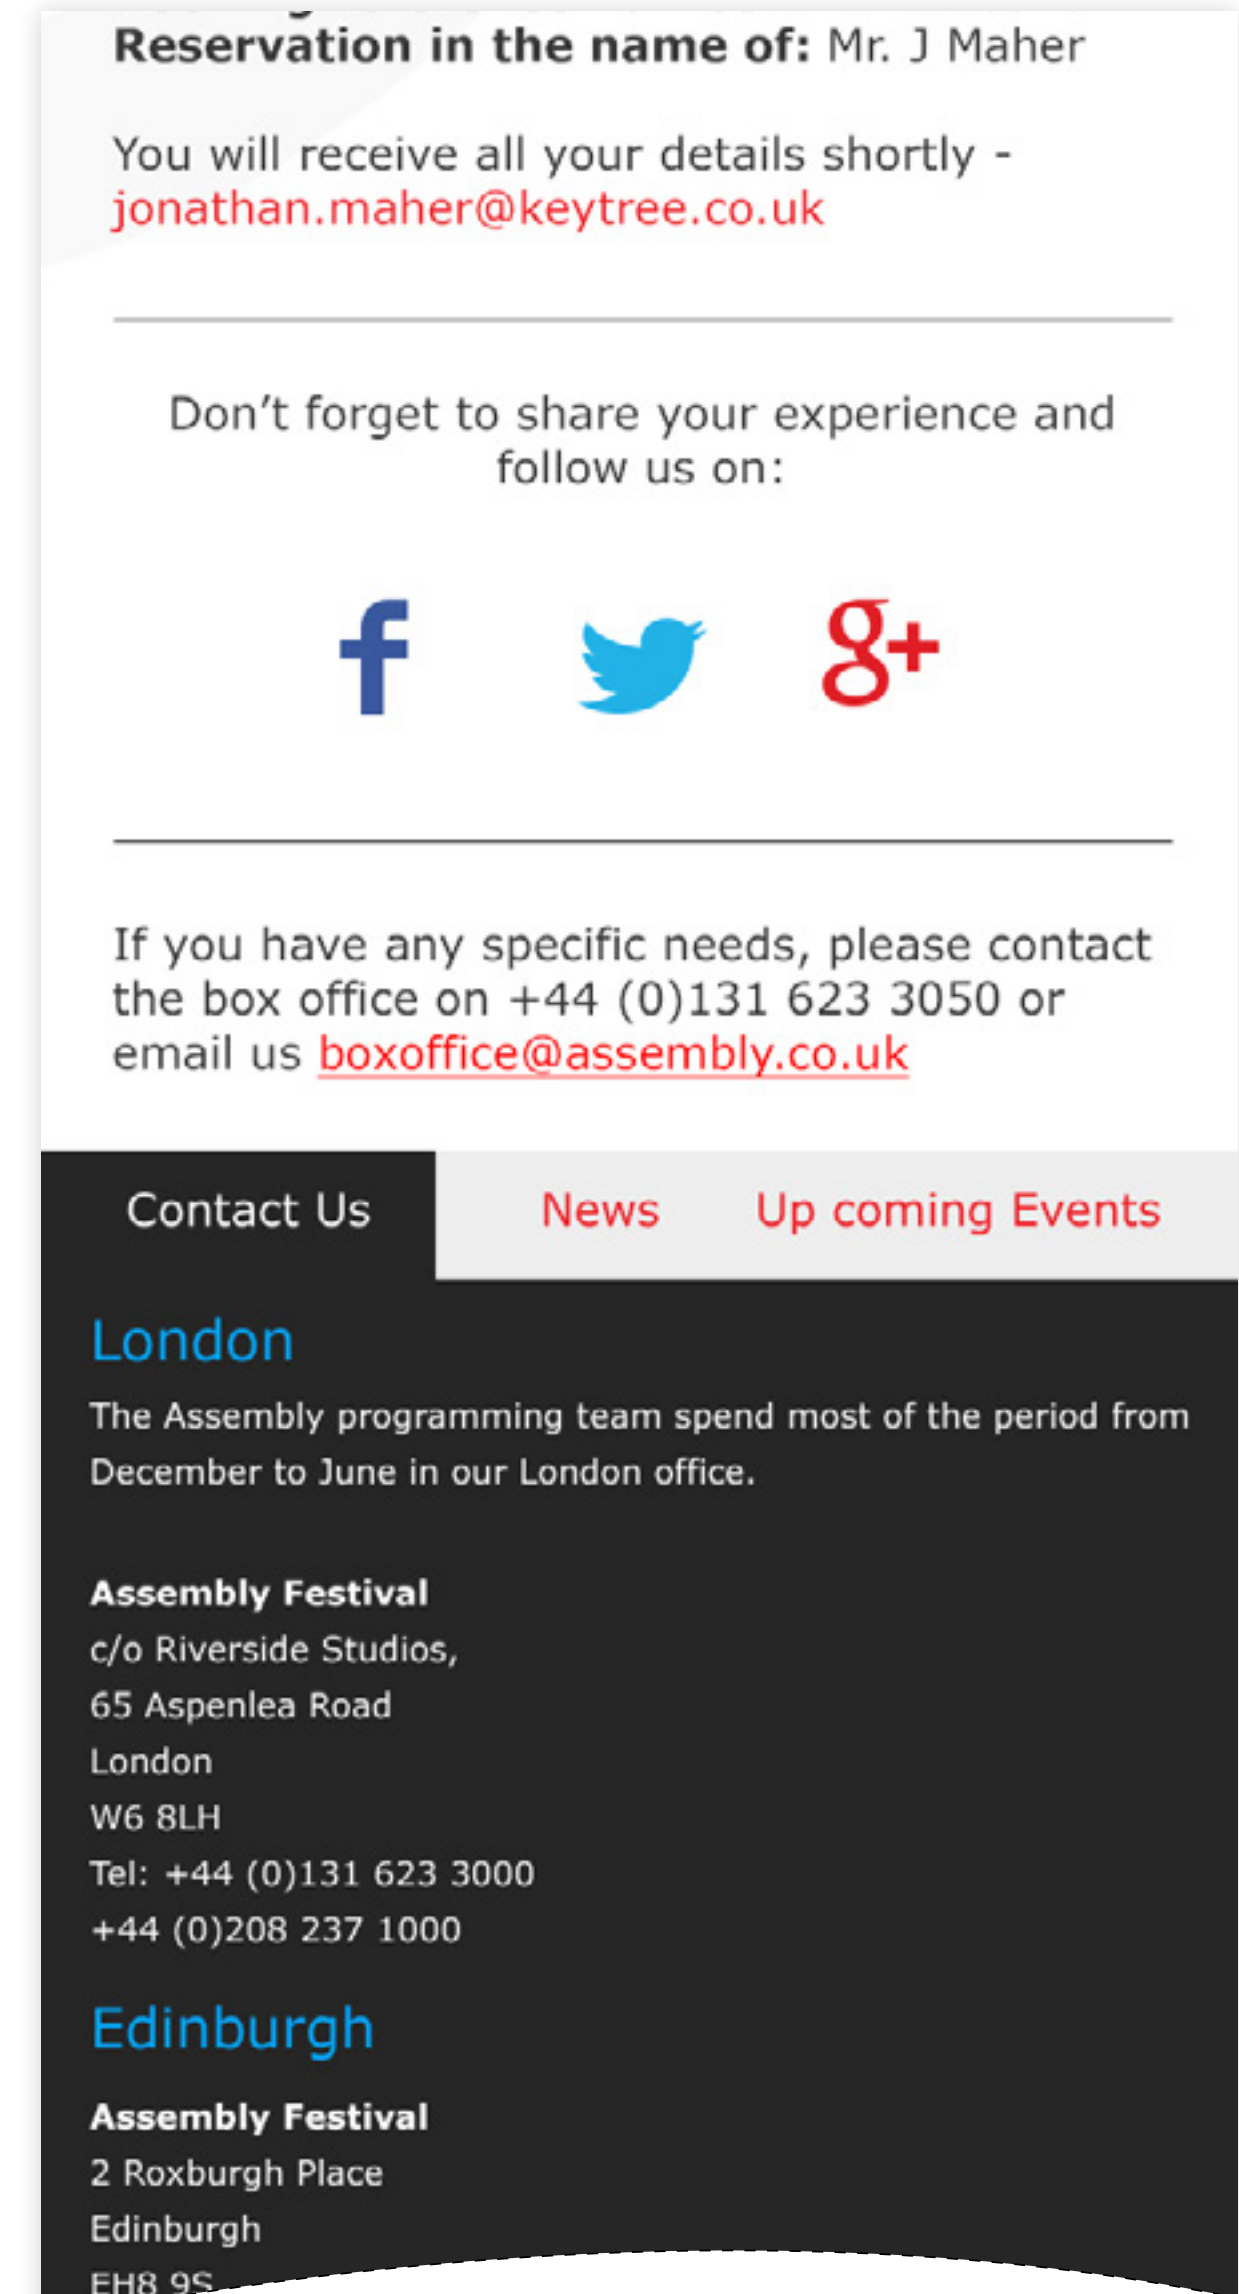 Reservation in the name of: Mr. J Maher
You will receive all your details shortly -
jonathan.maher@keytree.co.uk
Don’t forget to share your experience and
follow us on:
f
g+
If you have any specific needs, please contact
the box office on +44 (0)131 623 3050 or
email us boxoffice@assembly.co.uk
Contact Us News Up coming Events
London
The Assembly programming team spend most of the period from
December to June in our London office.
Assembly Festival
c/o Riverside Studios,
65 Aspenlea Road
London
W6 8LH
Tel: +44 (0)131 623 3000
+44 (0)208 237 1000
Edinburgh
Assembly Festival
2 Roxburgh Place
Edinburgh
EH8 9S